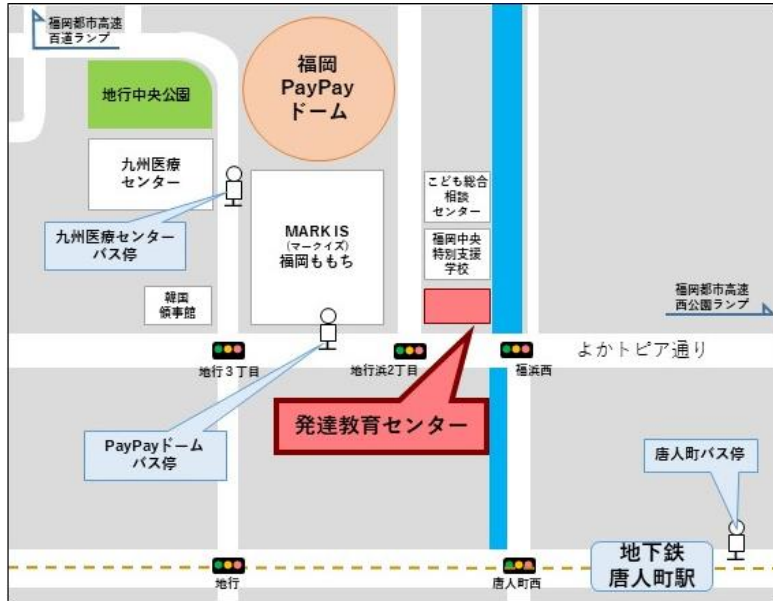 福岡都市高速
百道ランプ
福岡
PayPay
ドーム
地行中央公園
九州医療
センター
こども総合
相談
センター
九州医療センター
バス停
MARK IS
(マークイズ)
福岡ももち
福岡中央
特別支援
学校
韓国
領事館
福岡都市高速
西公園ランプ
よかトピア通り
地行3丁目
地行浜2丁目
福浜西
発達教育センター
PayPayドーム
バス停
唐人町バス停
地下鉄
唐人町駅
地行
唐人町西